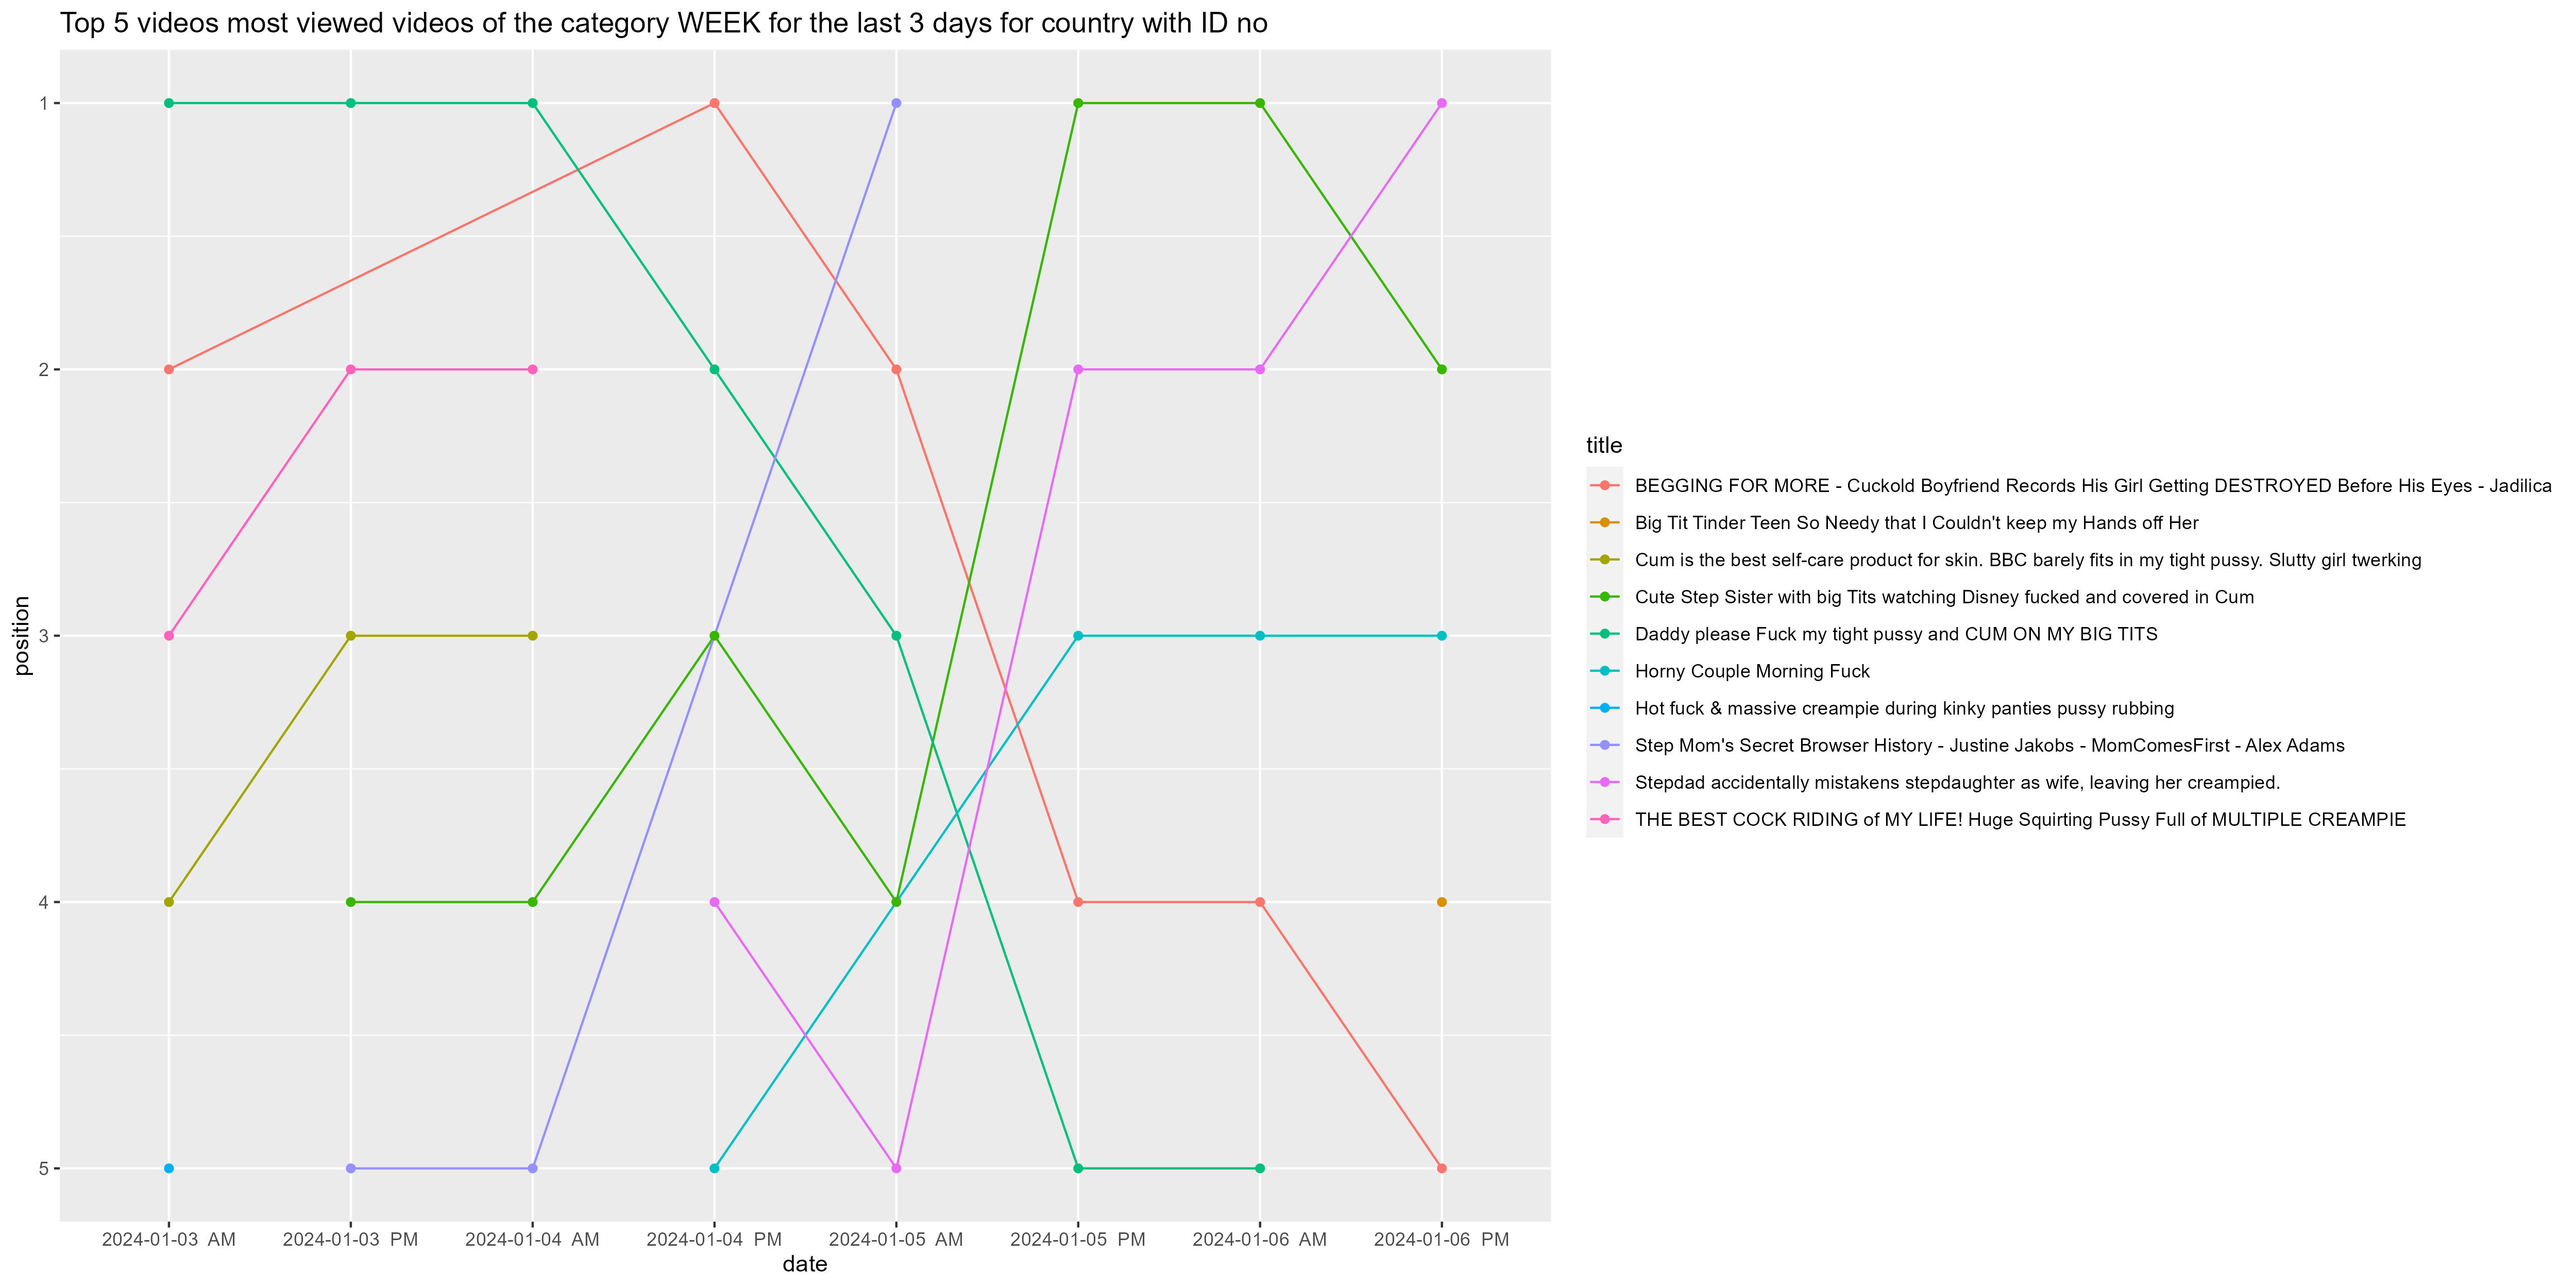 Top 5 videos most viewed videos of the category WEEK for the last 3 days for country with ID no
position
1
2
3
4
5
2024-01-03 AM
2024-01-03 PM
2024-01-04 AM
2024-01-04 PM
2024-01-05 AM
2024-01-05 PM
2024-01-06 AM
2024-01-06 PM
date
title
BEGGING FOR MORE - Cuckold Boyfriend Records His Girl Getting DESTROYED Before His Eyes - Jadilica
Big Tit Tinder Teen So Needy that I Couldn't keep my Hands off Her
Cum is the best self-care product for skin. BBC barely fits in my tight pussy. Slutty girl twerking
Cute Step Sister with big Tits watching Disney fucked and covered in Cum
Daddy please Fuck my tight pussy and CUM ON MY BIG TITS
Horny Couple Morning Fuck
Hot fuck & massive creampie during kinky panties pussy rubbing
Step Mom's Secret Browser History - Justine Jakobs - MomComesFirst - Alex Adams
Stepdad accidentally mistakens stepdaughter as wife, leaving her creampied.
THE BEST COCK RIDING of MY LIFE! Huge Squirting Pussy Full of MULTIPLE CREAMPIE